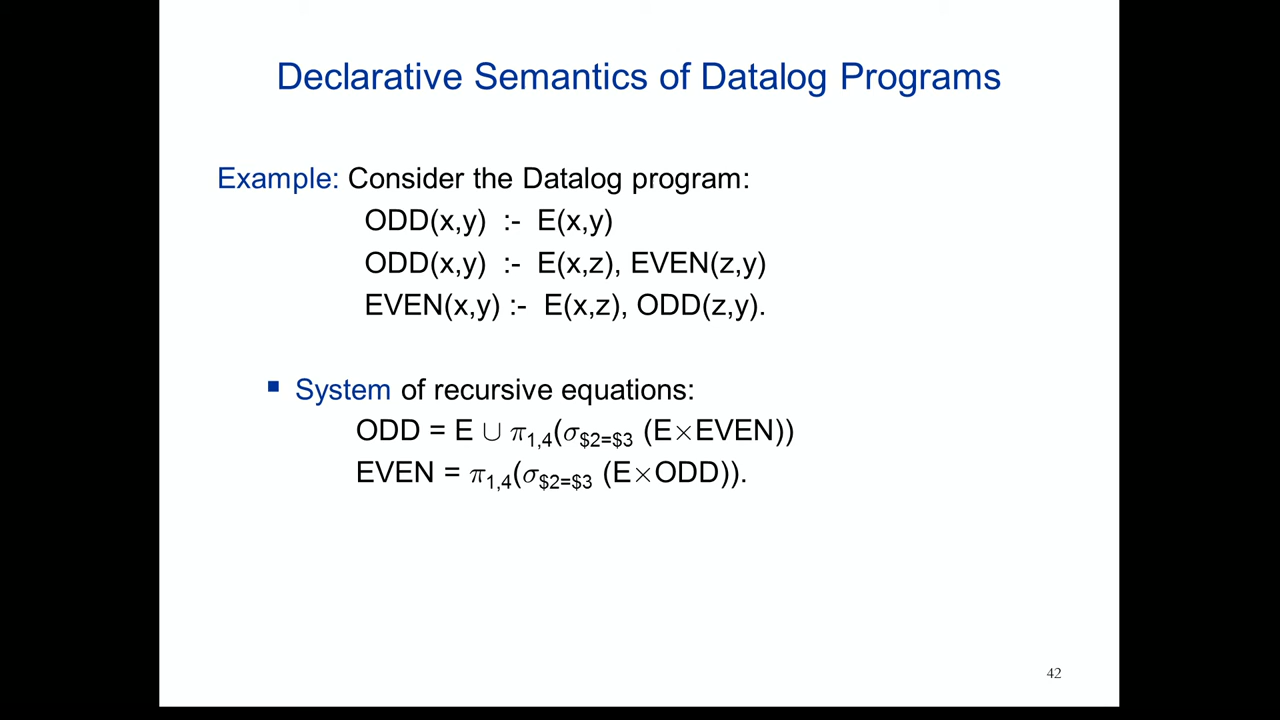 Declarative Semantics of Datalog Programs
Example: Consider the Datalog program:
ODD(x,y) :- E(x,y)
ODD(x,y) :- E(x,z), EVEN(z,y)
EVEN(x,y) :- E(x,z), ODD(z,y).
▪ System of recursive equations:
ODD = E ∪ π1,4(σ$2=$3 (E×EVEN))
EVEN = π1,4(σ$2=$3 (E×ODD)).
42